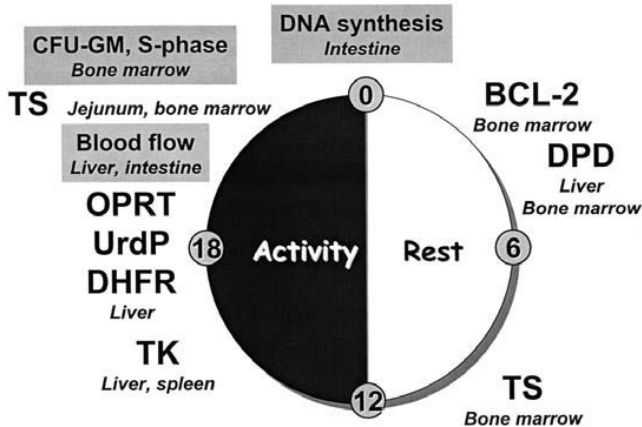 DNA synthesis
Intestine
CFU-GM, S-phase
Bone marrow
TS Jejunum, bone marrow
Blood flow
Liver, intestine
OPRT
UrdP
DHFR
Liver
TK
Liver, spleen
0
18
Activity
Rest
6
12
BCL-2
Bone marrow
DPD
Liver
Bone marrow
TS
Bone marrow